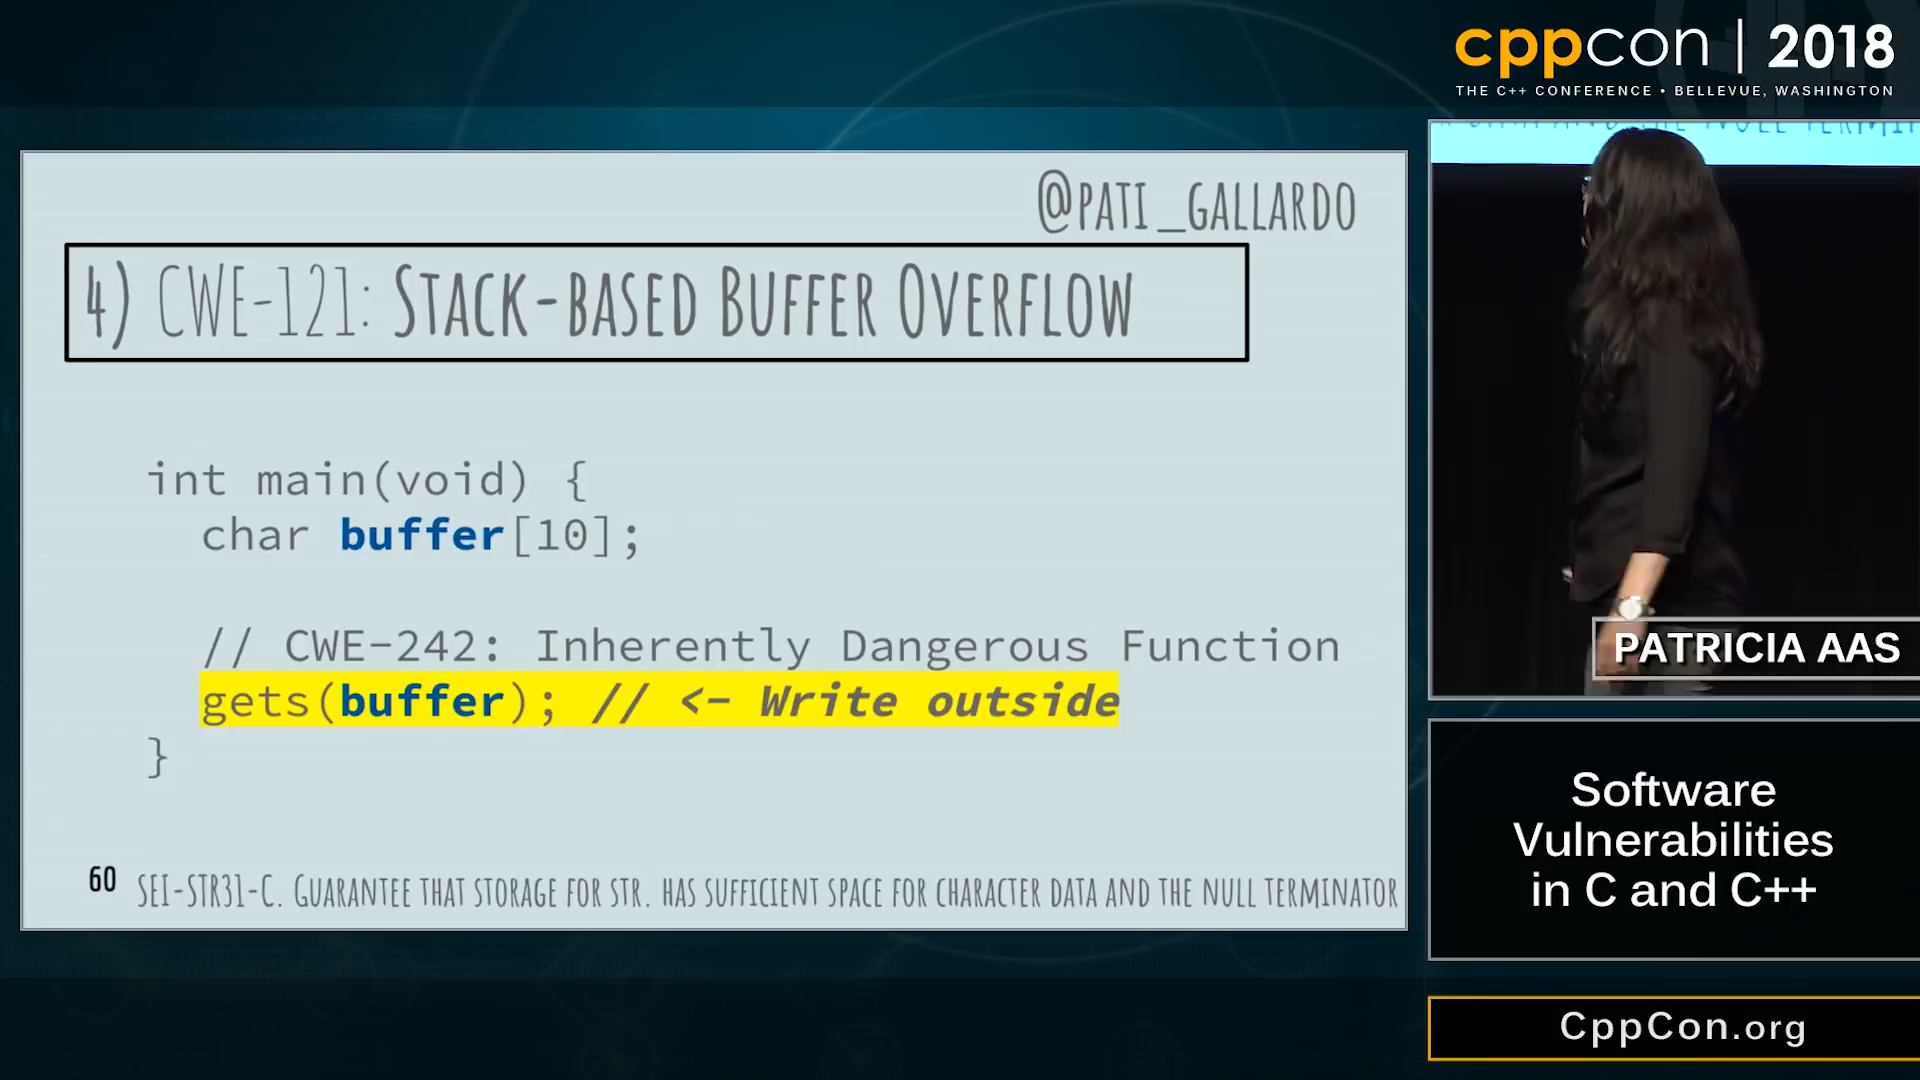 cppcon | 2018
THE C++ CONFERENCE • BELLEVUE, WASHINGTON
@PATI_GALLARDO
4) CWE-121: STACK-BASED BUFFER OVERFLOW
int main(void) {
char buffer[10];
// CWE-242: Inherently Dangerous Function
gets(buffer); // <- Write outside
}
60 SEI-STR31-C. GUARANTEE THAT STORAGE FOR STR. HAS SUFFICIENT SPACE FOR CHARACTER DATA AND THE NULL TERMINATOR
PATRICIA AAS
Software
Vulnerabilities
in C and C++
CppCon.org